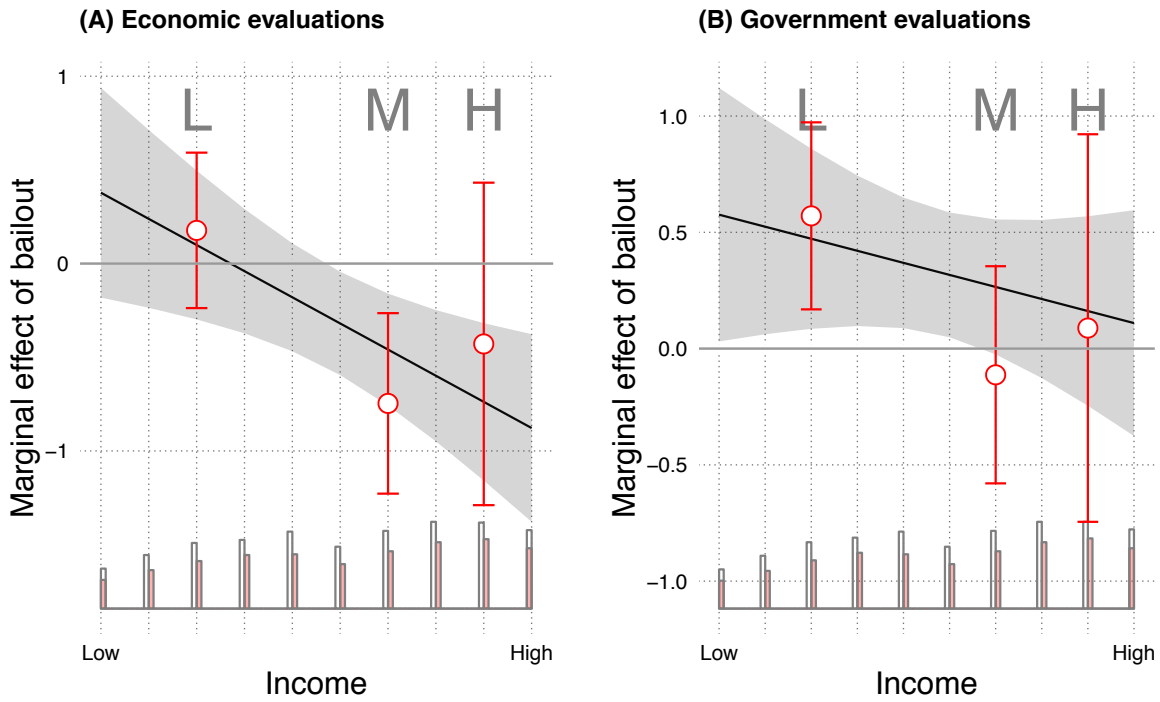 (A) Economic evaluations
Marginal effect of bailout
1
0
−1
L
M
H
Low
High
Income
(B) Government evaluations
Marginal effect of bailout
1.0
0.5
0.0
−0.5
−1.0
L
M
H
Low
High
Income